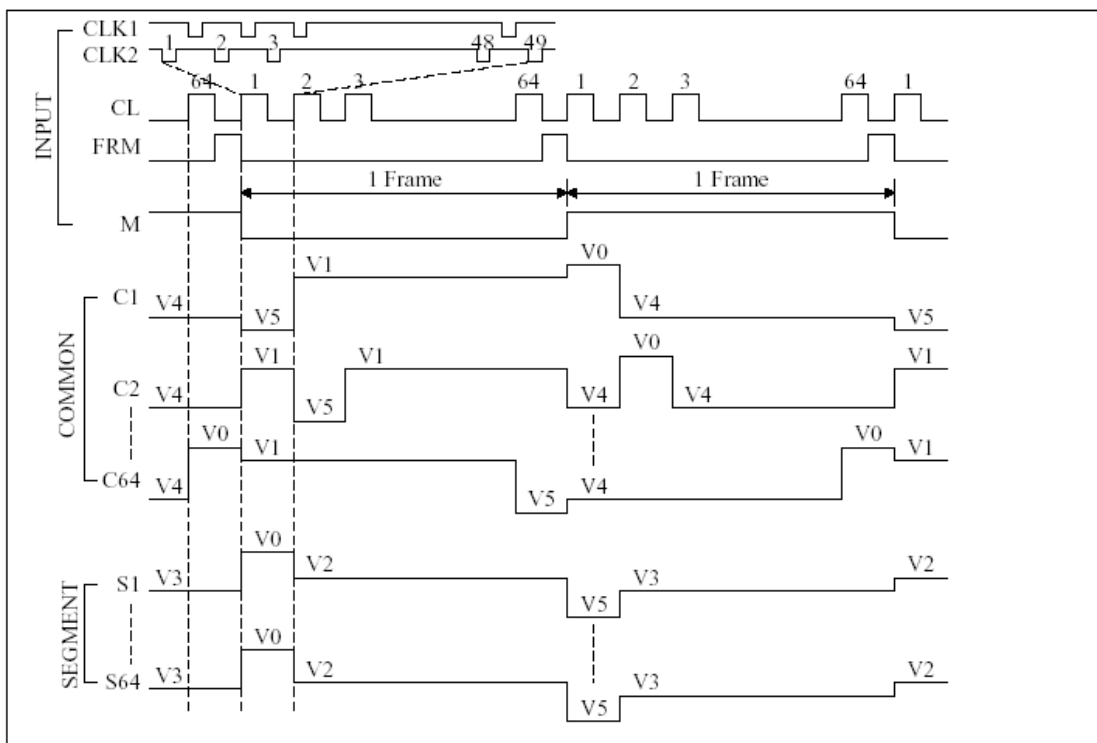 CLK1
1 2 3 48 49
CLK2
64 1 2 3 64 1 2 3 64 1
CL
INPUT
FRM
1 Frame 1 Frame
M
V1 V0
C1 V4 V5 V4 V5
V0
V1 V1 V1
C2 V4 V5 V4 V4
COMMON
V0 V1 V0 V1
C64 V4 V5 V4
V0
S1 V3 V2 V3 V2
V5
SEGMENT
V0
S64 V3 V2 V3 V2
V5